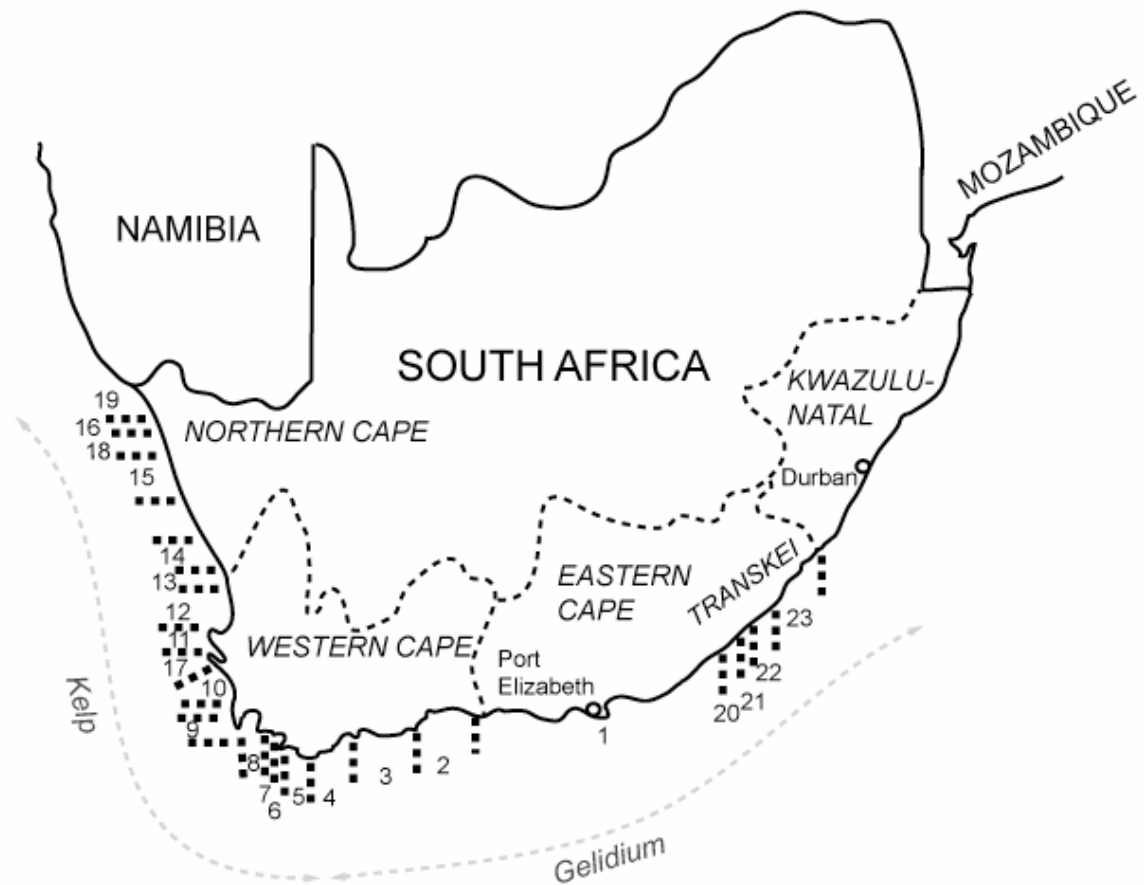 MOZAMBIQUE
NAMIBIA
SOUTH AFRICA
KWAZULU-
NATAL
NORTHERN CAPE
Durban
EASTERN
CAPE
TRANSKEI
WESTERN CAPE
Port
Elizabeth
19
16
18
15
14
13
12
11
17
10
9
8
7
6
5
4
3
2
1
20
21
22
23
Kelp
Gelidium